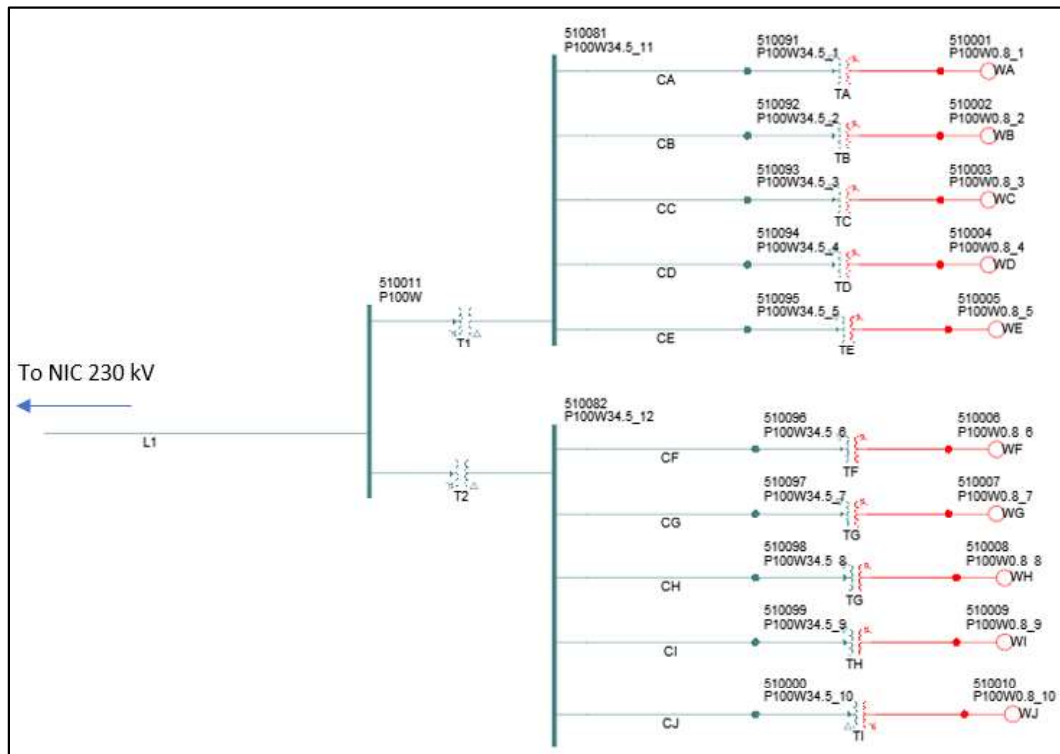 510081
P100W34.5_11
510091
P100W34.5_1
510001
P100W0.8_1
CA
TA
WA
510092
P100W34.5_2
510002
P100W0.8_2
CB
TB
WB
510093
P100W34.5_3
510003
P100W0.8_3
CC
TC
WC
510094
P100W34.5_4
510004
P100W0.8_4
CD
TD
WD
510011
P100W
T1
510095
P100W34.5_5
510005
P100W0.8_5
CE
TE
WE
To NIC 230 kV
L1
T2
510082
P100W34.5_12
510096
P100W34.5_6
510006
P100W0.8_6
CF
TF
WF
510097
P100W34.5_7
510007
P100W0.8_7
CG
TG
WG
510098
P100W34.5_8
510008
P100W0.8_8
CH
TG
WH
510099
P100W34.5_9
510009
P100W0.8_9
CI
TH
WI
510000
P100W34.5_10
510010
P100W0.8_10
CJ
TI
WJ